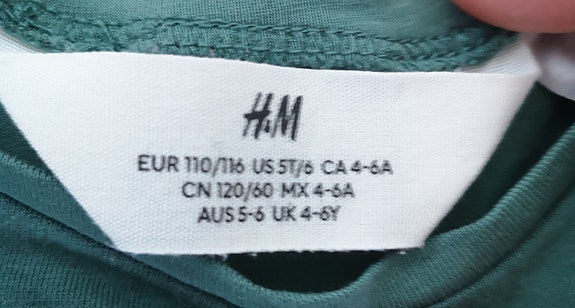 H&M
EUR 110/116 US 5T/6 CA 4-6A
CN 120/60 MX 4-6A
AUS 5-6 UK 4-6Y